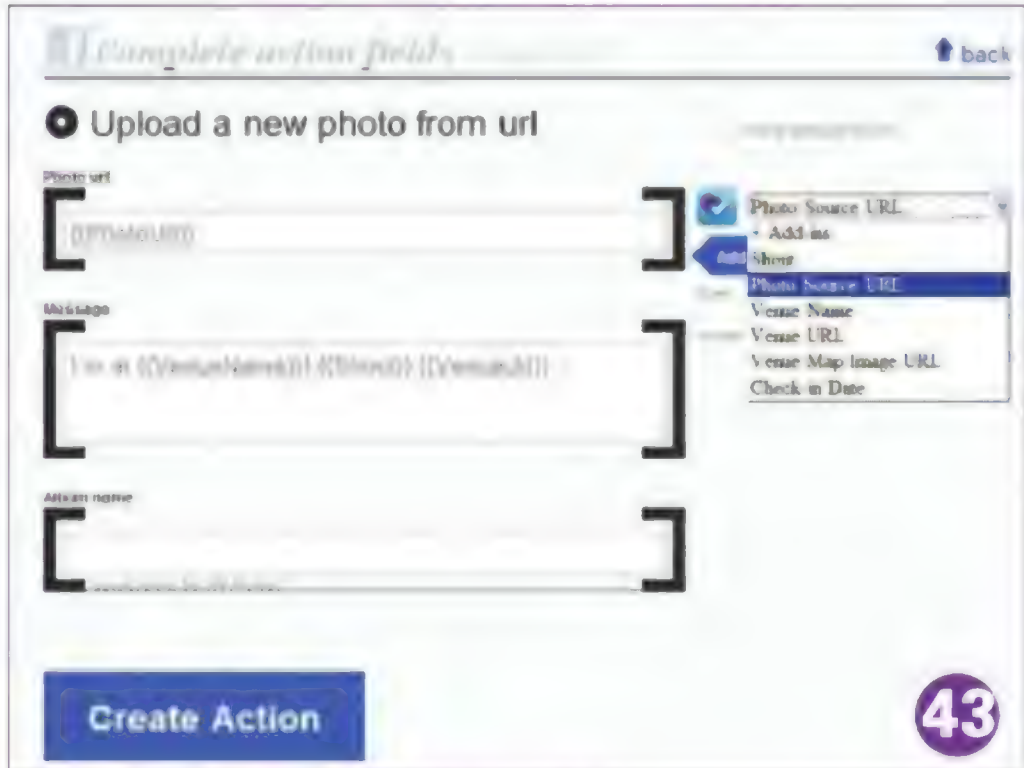 Complete action fields
back
Upload a new photo from url
Photo url
Photo Source URL
+ Add-ins
Add
Shout
Photo Source URL
Message
Venue Name
Venue URL
Venue Map Image URL
Check in Date
Album name
Create Action
43